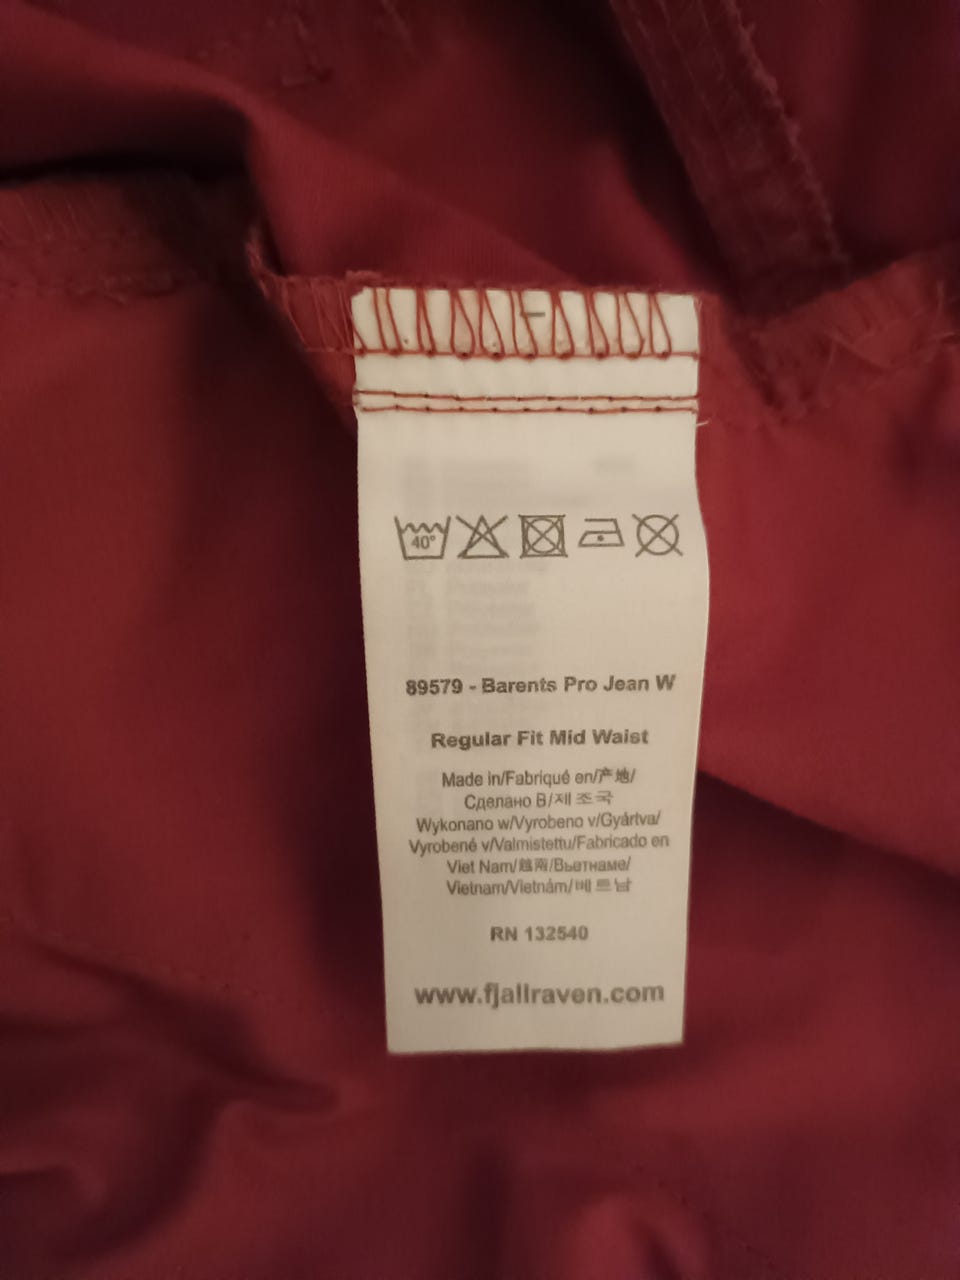 40°
89579 - Barents Pro Jean W
Regular Fit Mid Waist
Made in/Fabriqué en/产地/
Сделано В/제조국
Wykonano w/Vyrobeno v/Gyártva/
Vyrobené v/Valmistettu/Fabricado en
Viet Nam/越南/Вьетнаме/
Vietnam/Vietnám/베트남
RN 132540
www.fjallraven.com